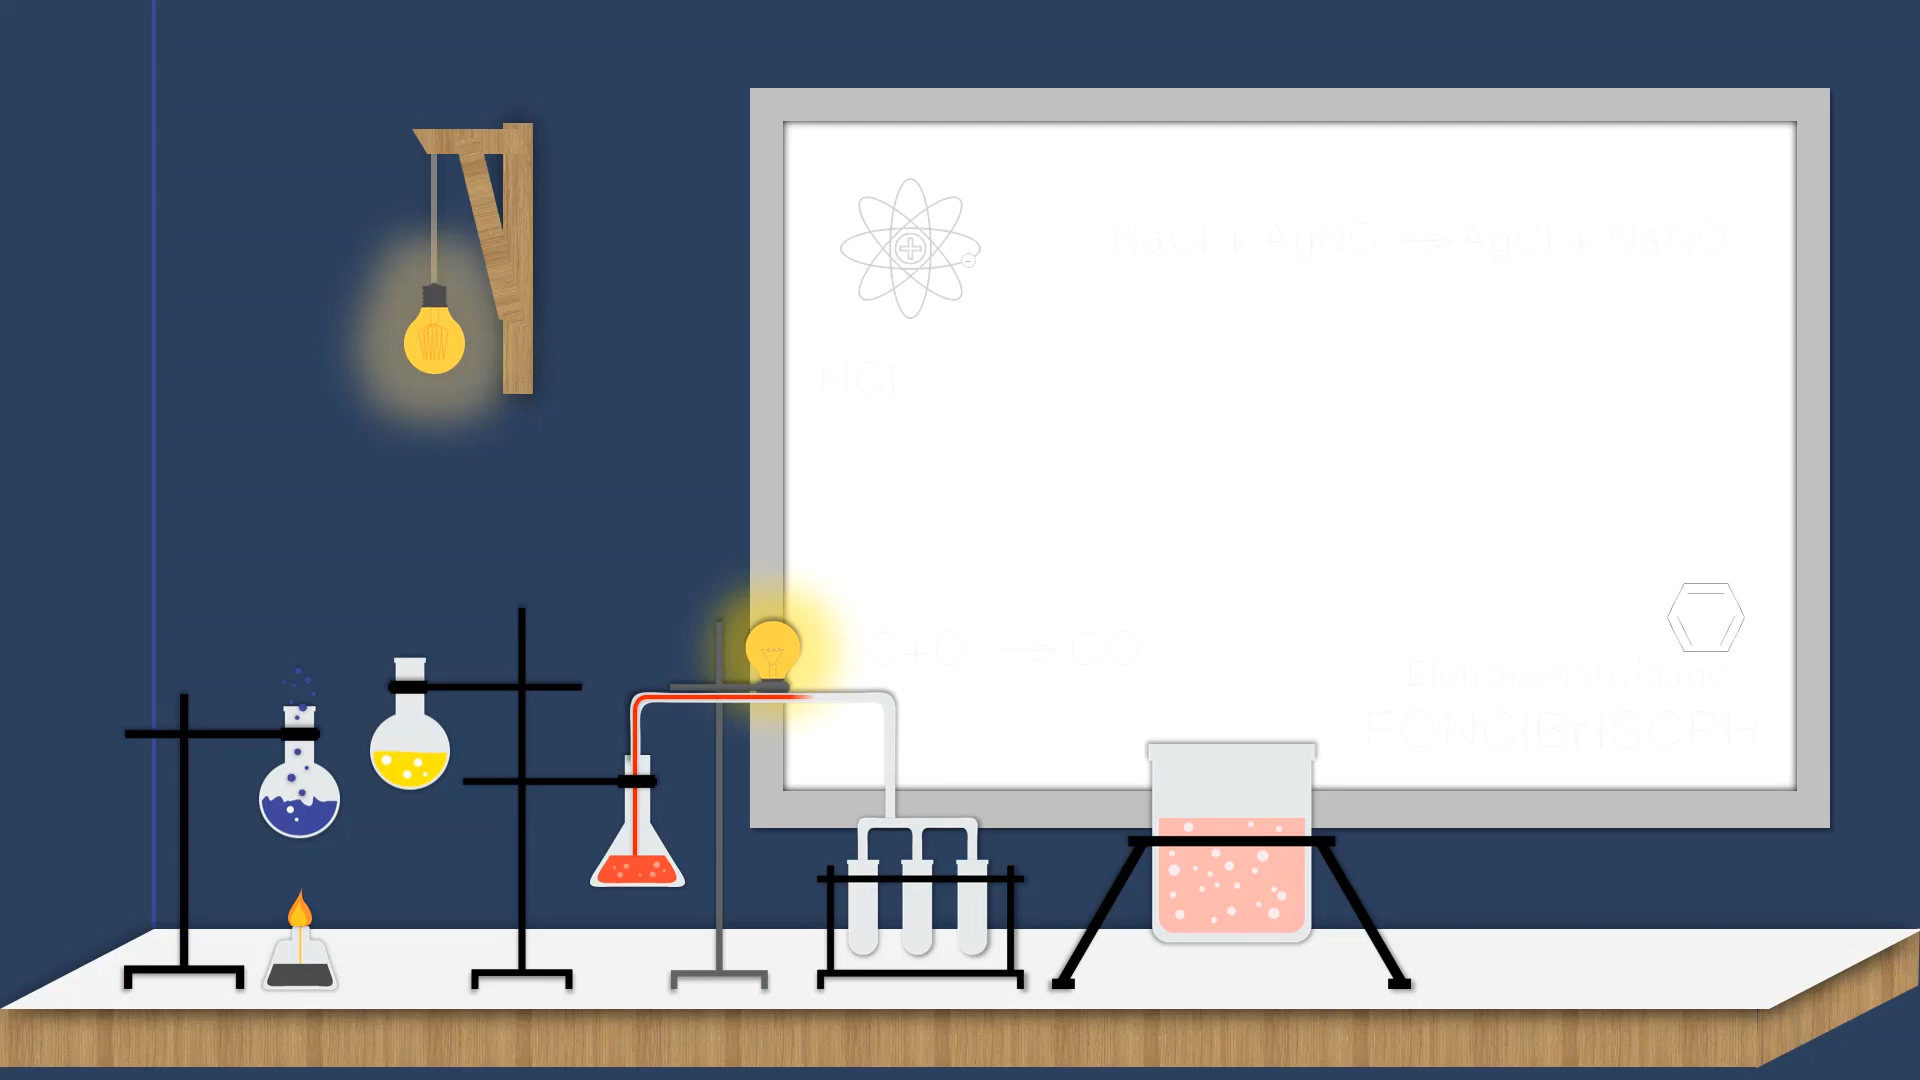 NaCl + AgNO → AgCl + NaNO
HCl
C+O → CO
Eletronegatividade
FONClBrISCPH